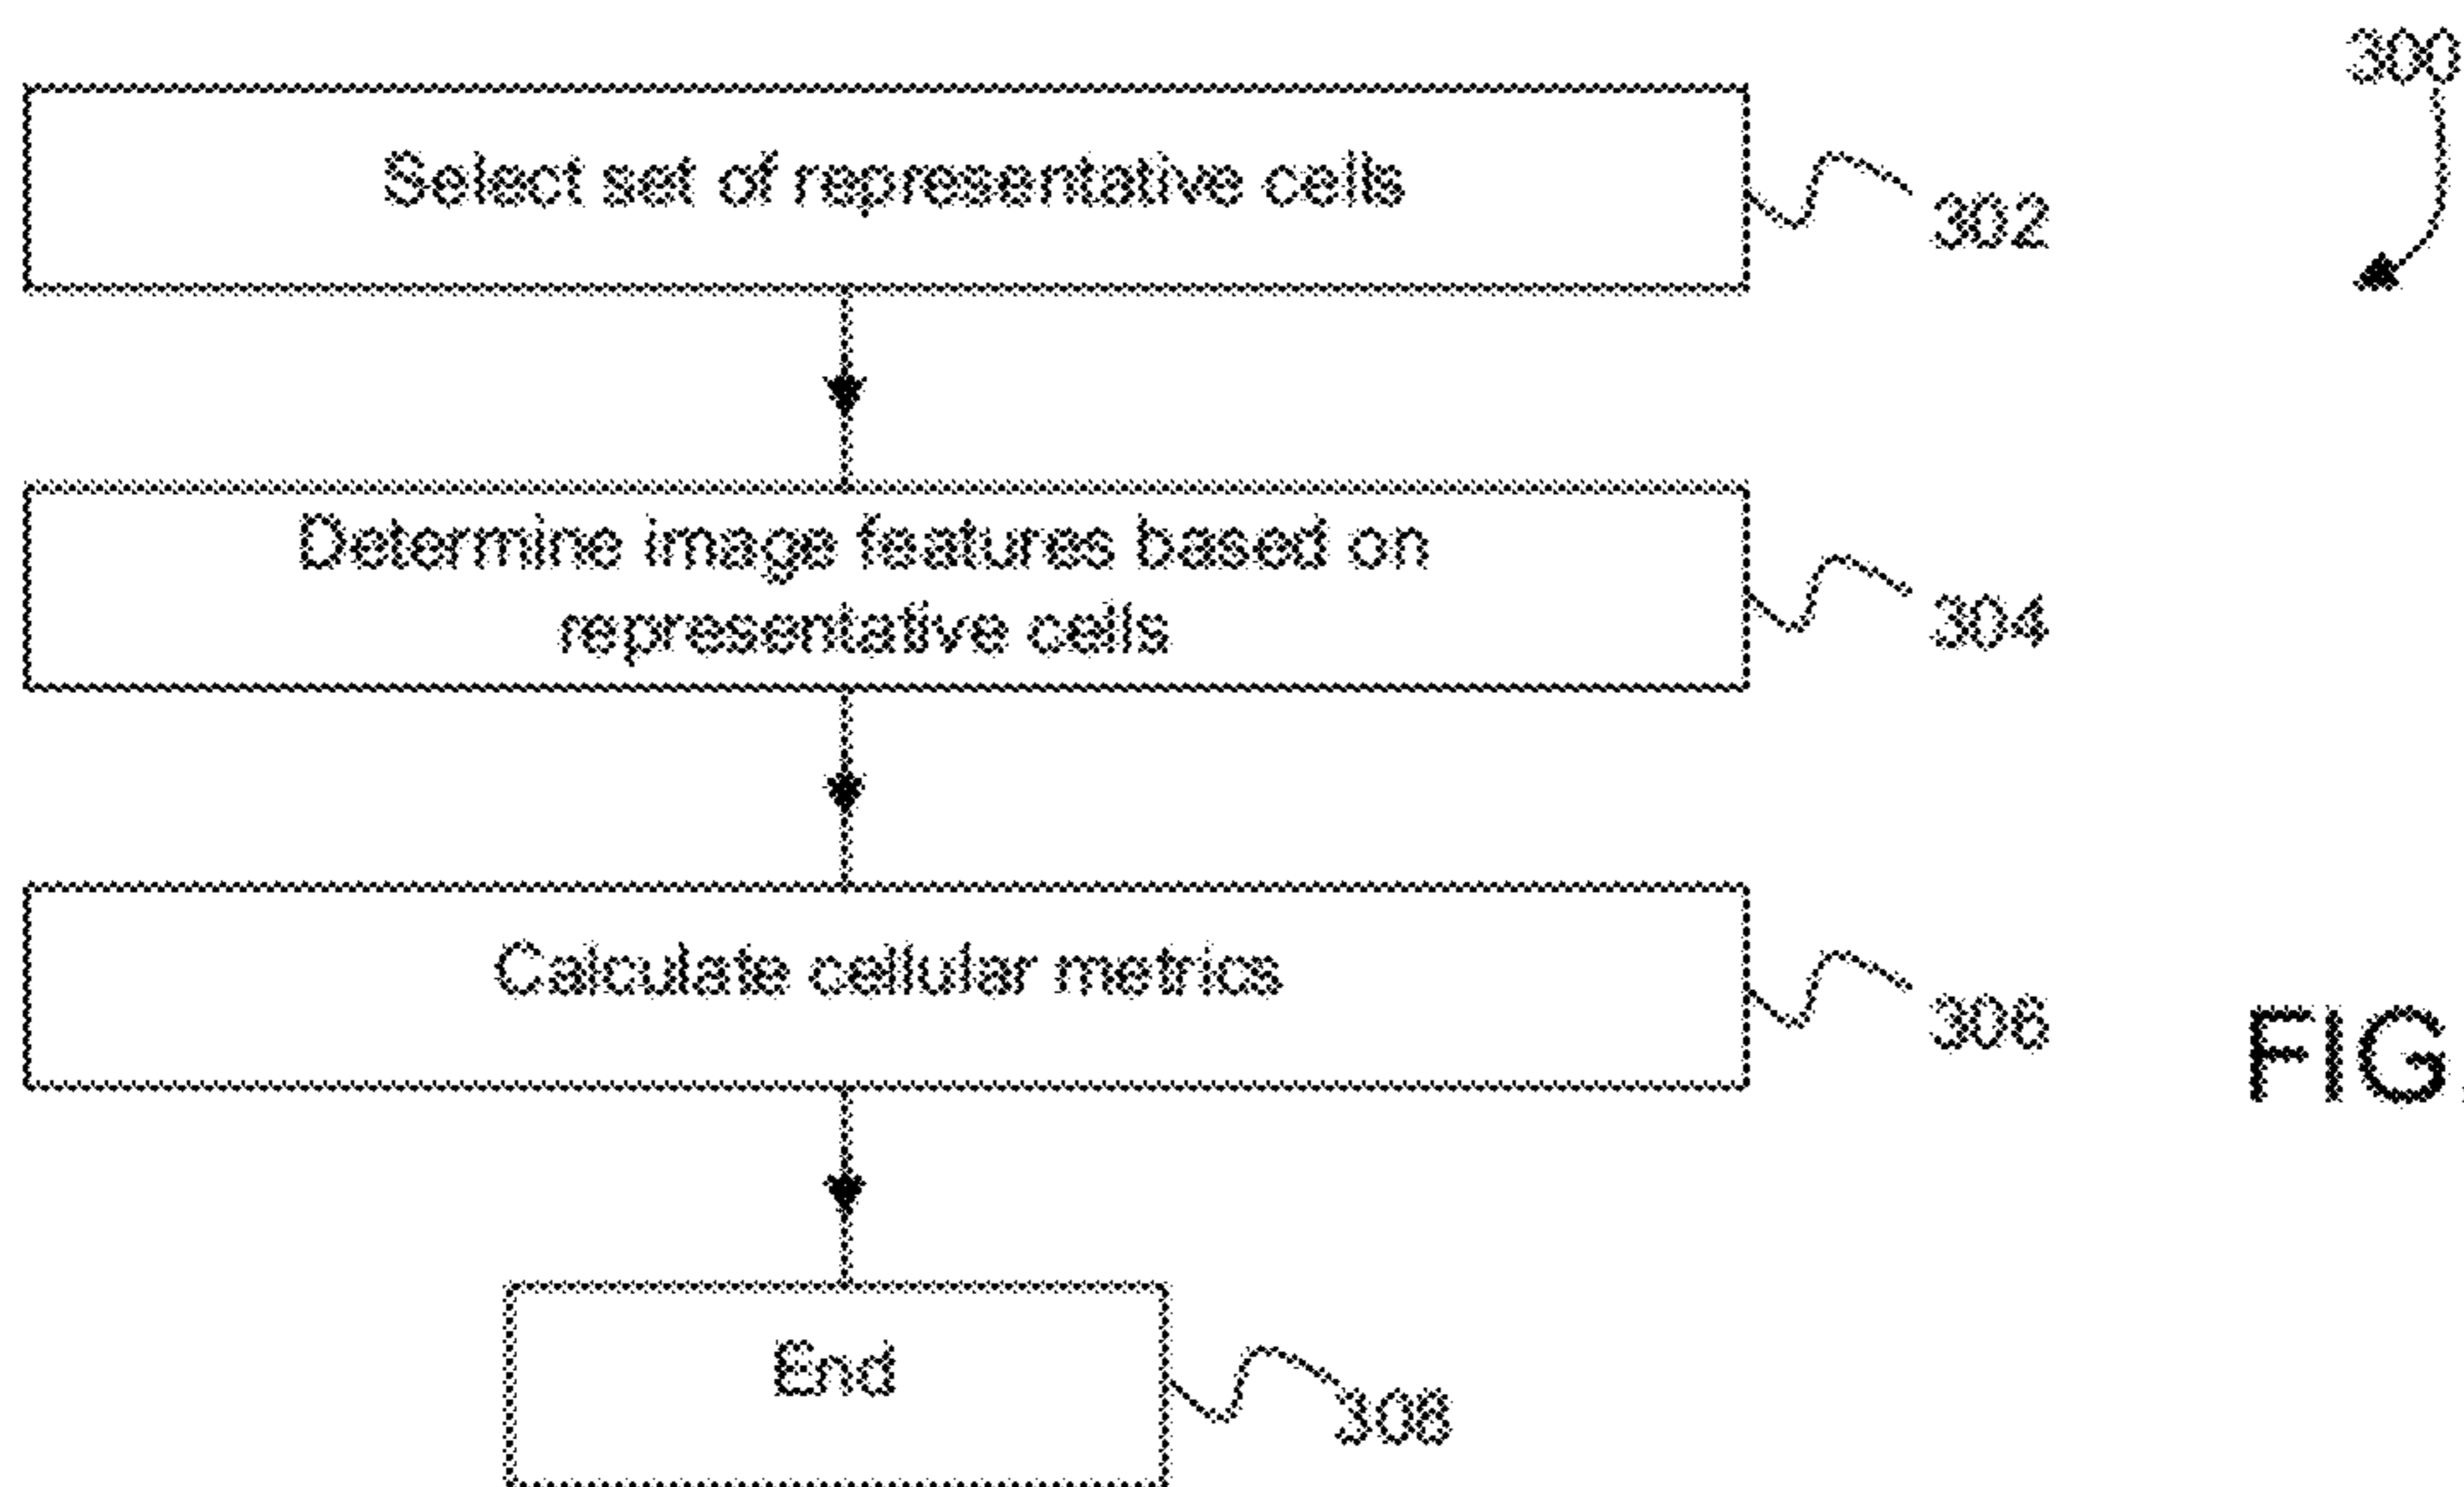 300
Select set of representative cells
302
Determine image features based on
representative cells
304
Calculate cellular metrics
306
FIG.
End
308